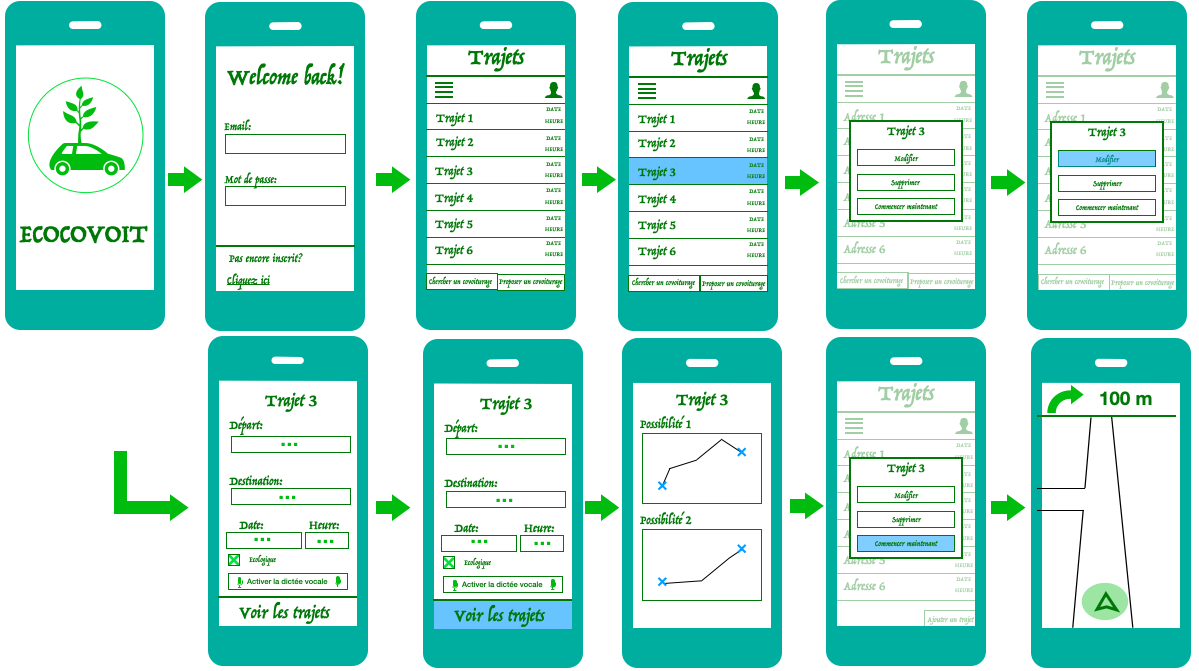 ECOCOVOIT
Welcome back!
Email:
Mot de passe:
Pas encore inscrit?
Cliquez ici
Trajets
Trajet 1
DATE
HEURE
Trajet 2
DATE
HEURE
Trajet 3
DATE
HEURE
Trajet 4
DATE
HEURE
Trajet 5
DATE
HEURE
Trajet 6
DATE
HEURE
Chercher un covoiturage
Proposer un covoiturage
Trajets
Trajet 1
DATE
HEURE
Trajet 2
DATE
HEURE
Trajet 3
DATE
HEURE
Trajet 4
DATE
HEURE
Trajet 5
DATE
HEURE
Trajet 6
DATE
HEURE
Chercher un covoiturage
Proposer un covoiturage
Trajets
Adresse 1
DATE
Trajet 3
Modifier
Supprimer
Commencer maintenant
Adresse 5
HEURE
Adresse 6
DATE
HEURE
Chercher un covoiturage
Proposer un covoiturage
Trajets
Adresse 1
DATE
Trajet 3
Modifier
Supprimer
Commencer maintenant
Adresse 5
HEURE
Adresse 6
DATE
HEURE
Chercher un covoiturage
Proposer un covoiturage
Trajet 3
Départ:
Destination:
Date:
Heure:
Ecologique
Activer la dictée vocale
Voir les trajets
Trajet 3
Départ:
Destination:
Date:
Heure:
Ecologique
Activer la dictée vocale
Voir les trajets
Trajet 3
Possibilité 1
Possibilité 2
Trajets
Adresse 1
DATE
Trajet 3
Modifier
Supprimer
Commencer maintenant
Adresse 5
HEURE
Adresse 6
DATE
HEURE
Ajouter un trajet
100 m